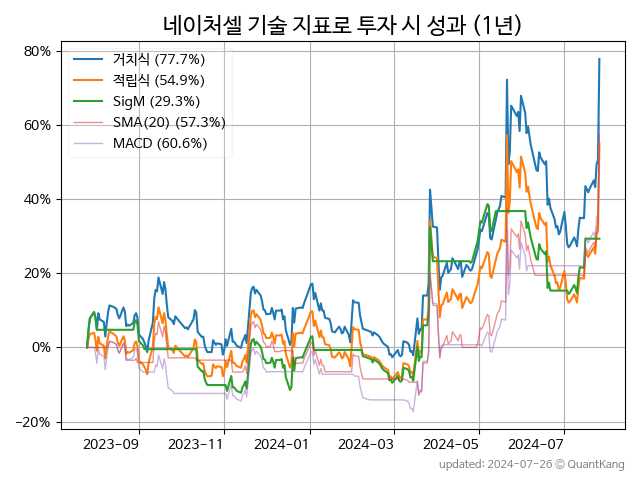 네이처셀 기술 지표로 투자 시 성과 (1년)
80%
60%
40%
20%
0%
−20%
거치식 (77.7%)
적립식 (54.9%)
SigM (29.3%)
SMA(20) (57.3%)
MACD (60.6%)
2023-09 2023-11 2024-01 2024-03 2024-05 2024-07
updated: 2024-07-26 © QuantKang